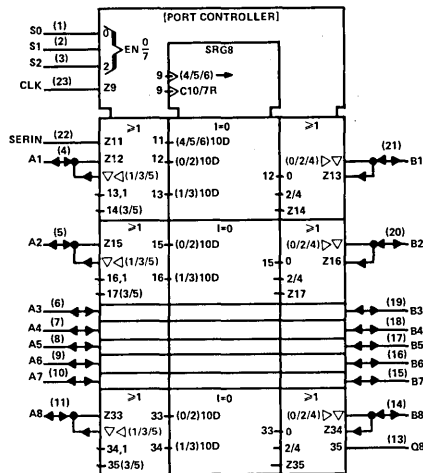 [PORT CONTROLLER]
S0 (1) 0
S1 (2) EN 0/7
S2 (3) 2
CLK (23) Z9
SRG8
9 (4/5/6)
9 C10/7R
≥1 I=0 ≥1
SERIN (22) Z11 11 (4/5/6)10D
A1 (4) Z12 12 (0/2)10D (0/2/4) (21) B1
(1/3/5) 12 0 Z13
13,1 13 (1/3)10D 2/4
14(3/5) Z14
≥1 I=0 ≥1
A2 (5) Z15 15 (0/2)10D (0/2/4) (20) B2
(1/3/5) 15 0 Z16
16,1 16 (1/3)10D 2/4
17(3/5) Z17
A3 (6) (19) B3
A4 (7) (18) B4
A5 (8) (17) B5
A6 (9) (16) B6
A7 (10) (15) B7
≥1 I=0 ≥1
A8 (11) Z33 33 (0/2)10D (0/2/4) (14) B8
(1/3/5) 33 0 Z34
34,1 34 (1/3)10D 2/4 35 (13) Q8
35(3/5) Z35